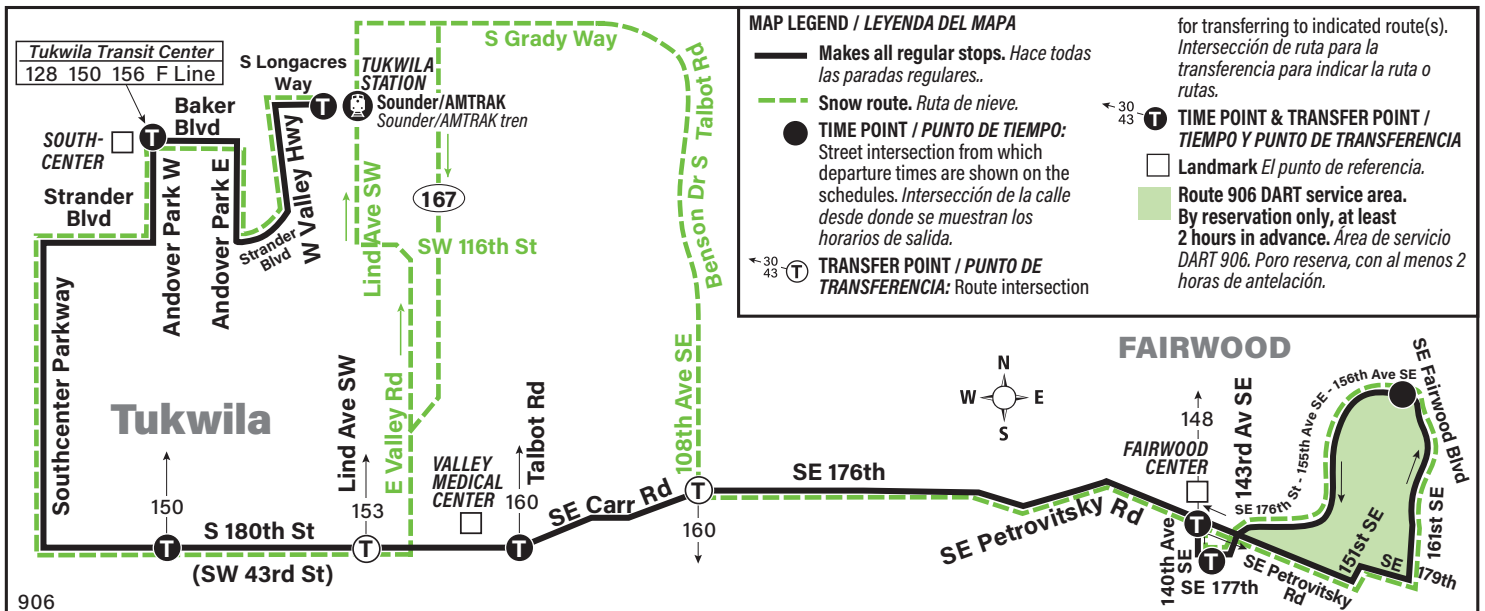 Tukwila Transit Center
128 150 156 F Line
SOUTH-
CENTER
Baker
Blvd
Strander
Blvd
Andover Park W
Andover Park E
Strander
Blvd
W Valley Hwy
S Longacres
Way
TUKWILA
STATION
Sounder/AMTRAK
Sounder/AMTRAK tren
S Grady Way
Lind Ave SW
167
SW 116th St
E Valley Rd
Benson Dr S Talbot Rd
108th Ave SE
Southcenter Parkway
Tukwila
150
S 180th St
(SW 43rd St)
Lind Ave SW
153
VALLEY
MEDICAL
CENTER
160
Talbot Rd
SE Carr Rd
160
SE 176th
SE Petrovitsky Rd
N
W
E
S
FAIRWOOD
148
FAIRWOOD
CENTER
143rd Av SE
SE 176th St - 155th Ave SE - 156th Ave SE
SE Fairwood Blvd
161st SE
151st SE
SE 179th
SE Petrovitsky
Rd
140th Ave
SE
SE 177th
T
T
T
T
T
T
T
T
906
MAP LEGEND / LEYENDA DEL MAPA
Makes all regular stops. Hace todas
las paradas regulares..
Snow route. Ruta de nieve.
TIME POINT / PUNTO DE TIEMPO:
Street intersection from which
departure times are shown on the
schedules. Intersección de la calle
desde donde se muestran los
horarios de salida.
30
43
T
TRANSFER POINT / PUNTO DE
TRANSFERENCIA: Route intersection
for transferring to indicated route(s).
Intersección de ruta para la
transferencia para indicar la ruta o
rutas.
30
43
T
TIME POINT & TRANSFER POINT /
TIEMPO Y PUNTO DE TRANSFERENCIA
Landmark El punto de referencia.
Route 906 DART service area.
By reservation only, at least
2 hours in advance. Área de servicio
DART 906. Poro reserva, con al menos 2
horas de antelación.